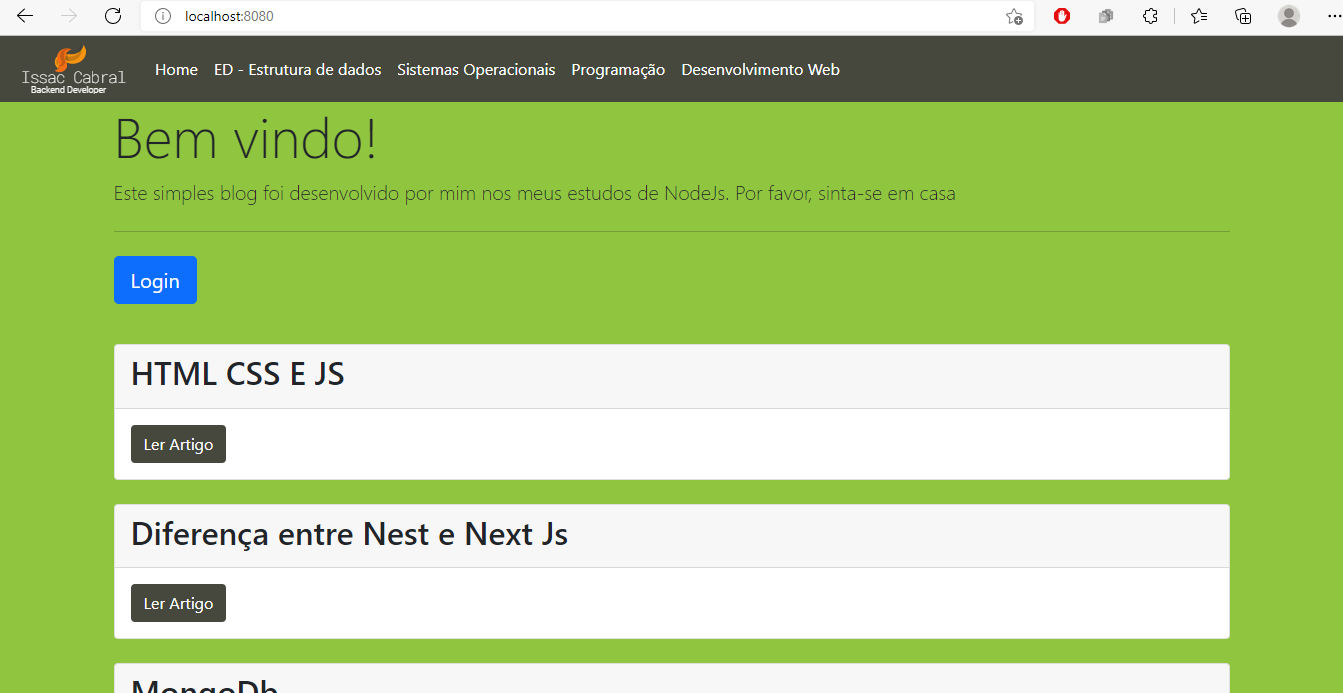 localhost:8080
Issac Cabral
Backend Developer
Home ED - Estrutura de dados Sistemas Operacionais Programação Desenvolvimento Web
Bem vindo!
Este simples blog foi desenvolvido por mim nos meus estudos de NodeJs. Por favor, sinta-se em casa
Login
HTML CSS E JS
Ler Artigo
Diferença entre Nest e Next Js
Ler Artigo
MongoDb